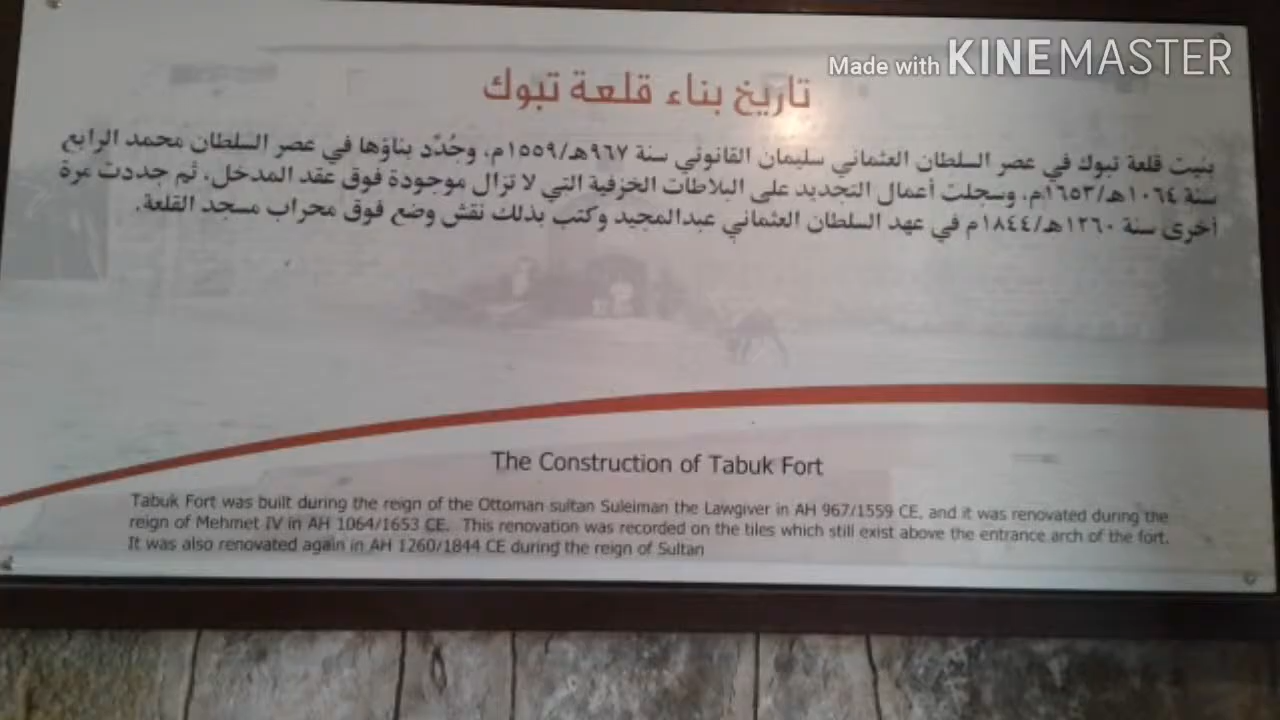 Made with KINEMASTER
تاريخ بناء قلعة تبوك
بنيت قلعة تبوك في عصر السلطان العثماني سليمان القانوني سنة ٩٦٧هـ/١٥٥٩م، وجُدِّد بناؤها في عصر السلطان محمد الرابع
سنة ١٠٦٤هـ/١٦٥٣م، وسجلت أعمال التجديد على البلاطات الخزفية التي لا تزال موجودة فوق عقد المدخل، ثم جددت مرة
أخرى سنة ١٢٦٠هـ/١٨٤٤م في عهد السلطان العثماني عبدالمجيد وكتب بذلك نقش وضع فوق محراب مسجد القلعة.
The Construction of Tabuk Fort
Tabuk Fort was built during the reign of the Ottoman sultan Suleiman the Lawgiver in AH 967/1559 CE, and it was renovated during the
reign of Mehmet IV in AH 1064/1653 CE. This renovation was recorded on the tiles which still exist above the entrance arch of the fort.
It was also renovated again in AH 1260/1844 CE during the reign of Sultan